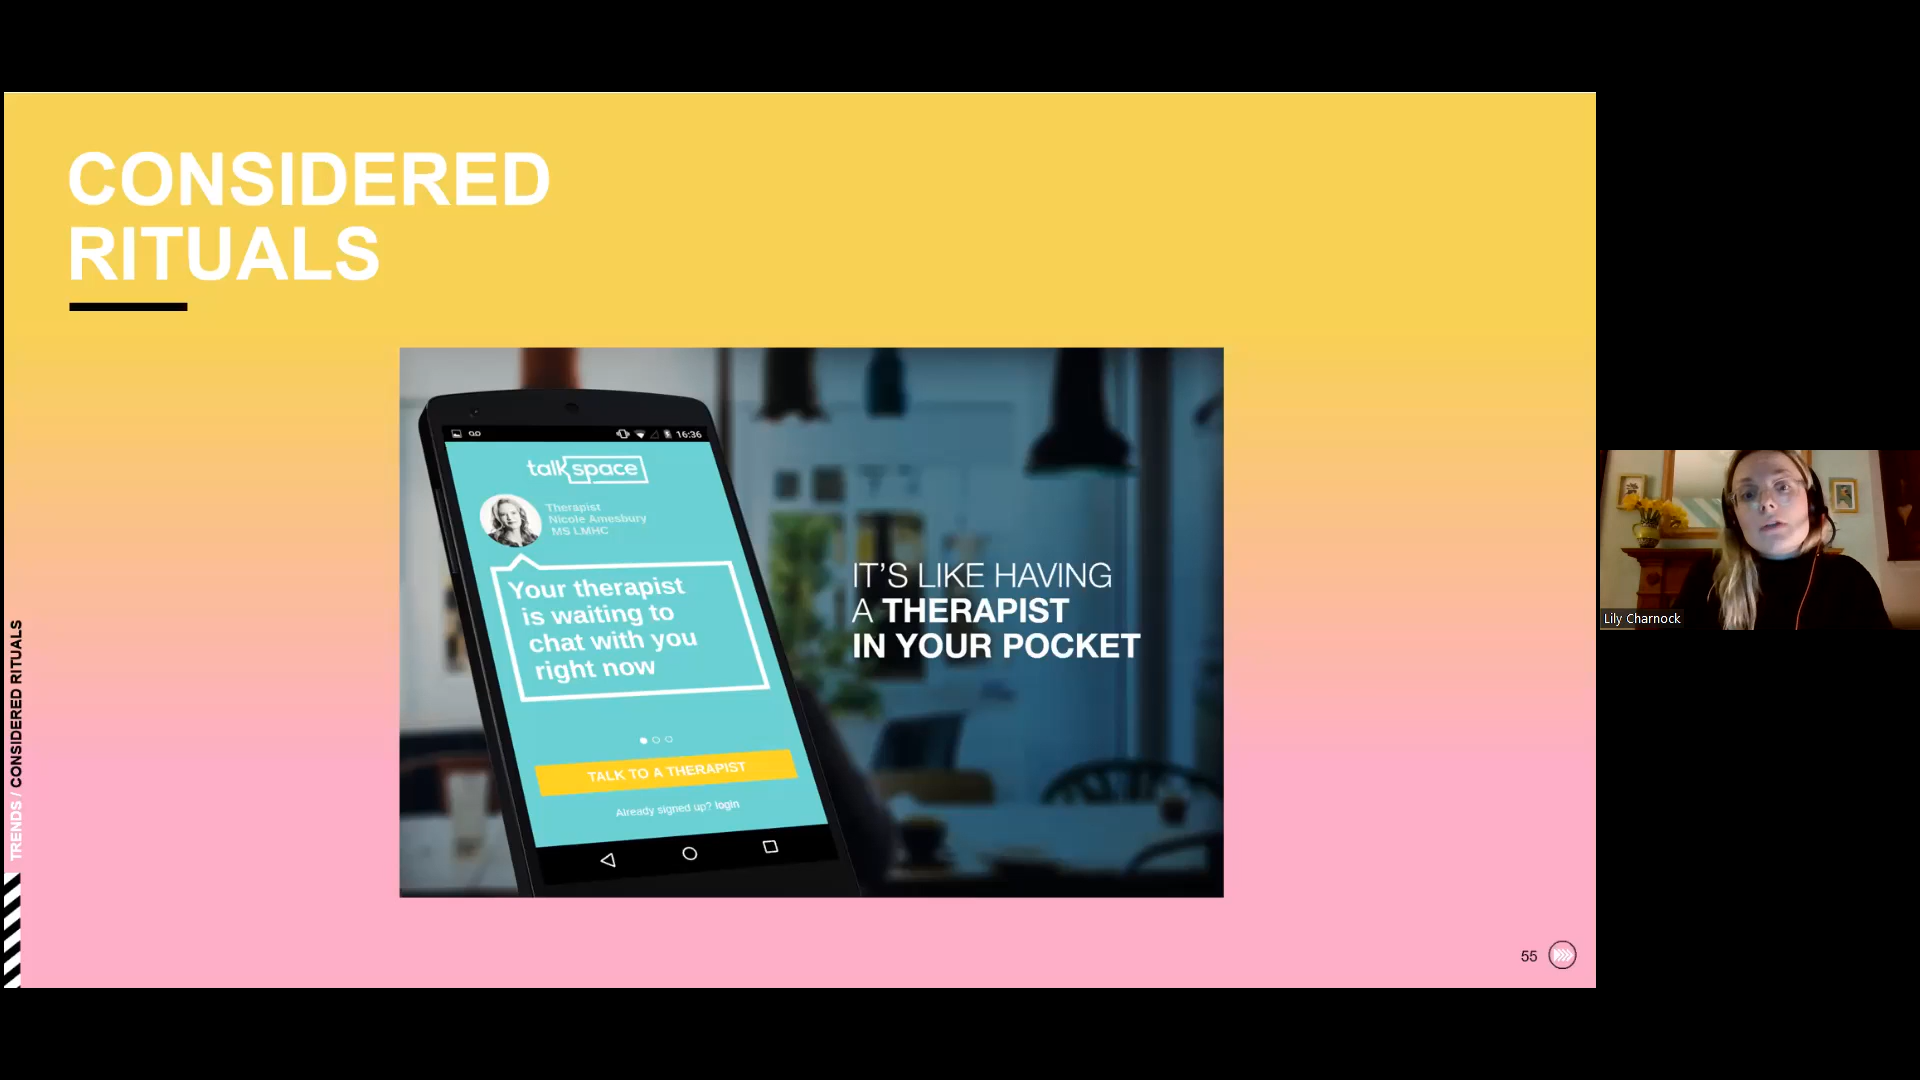 CONSIDERED
RITUALS
TRENDS / CONSIDERED RITUALS
16:36
talkspace
Therapist
Nicole Amesbury
MS LMHC
Your therapist
is waiting to
chat with you
right now
TALK TO A THERAPIST
Already signed up? login
IT'S LIKE HAVING
A THERAPIST
IN YOUR POCKET
55
Lily Charnock